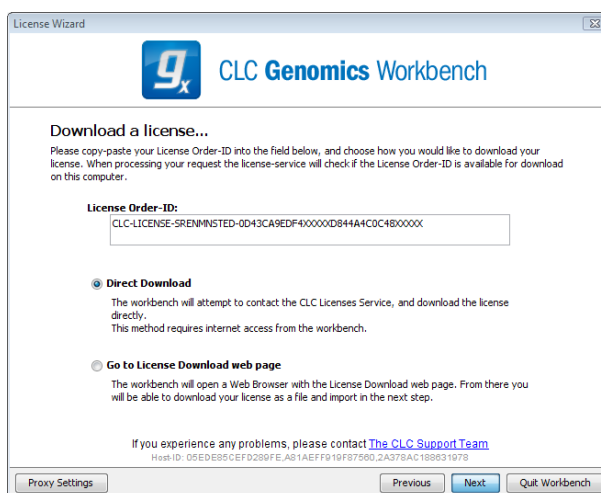 License Wizard
gx
CLC Genomics Workbench
Download a license...
Please copy-paste your License Order-ID into the field below, and choose how you would like to download your
license. When processing your request the license-service will check if the License Order-ID is available for download
on this computer.
License Order-ID:
CLC-LICENSE-SRENMNSTED-0D43CA9EDF4XXXXXD844A4C0C48XXXXX
Direct Download
The workbench will attempt to contact the CLC Licenses Service, and download the license
directly.
This method requires internet access from the workbench.
Go to License Download web page
The workbench will open a Web Browser with the License Download web page. From there you
will be able to download your license as a file and import in the next step.
If you experience any problems, please contact The CLC Support Team
Host-ID: 05EDE85CEFD289FE,A81AEFF919F87560,2A378AC188631978
Proxy Settings
Previous
Next
Quit Workbench